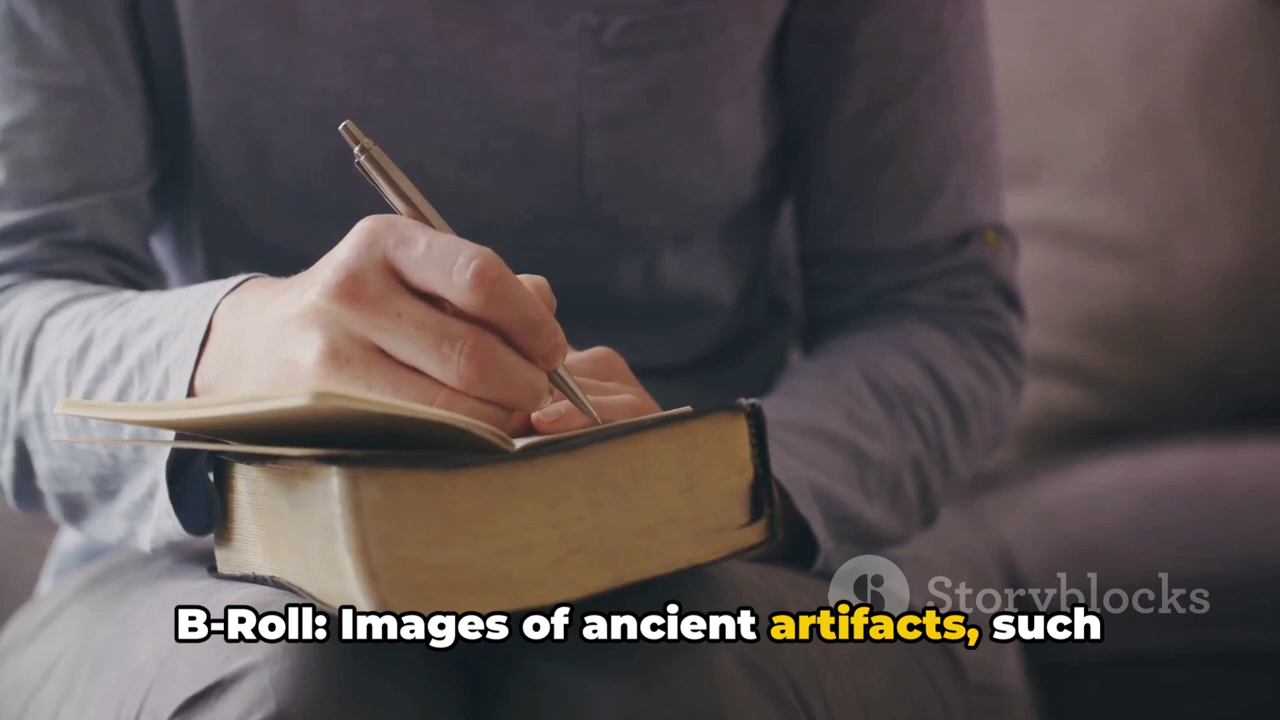 Storyblocks
B-Roll: Images of ancient artifacts, such